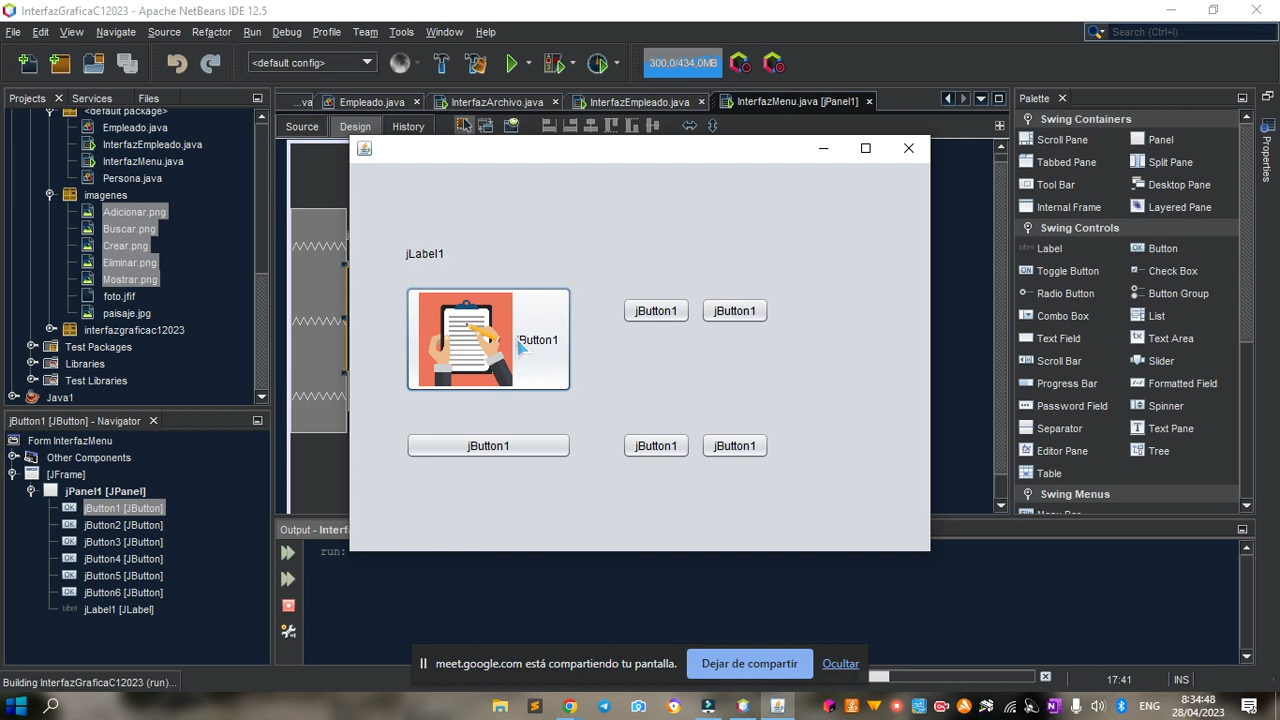 InterfazGraficaC12023 - Apache NetBeans IDE 12.5
File Edit View Navigate Source Refactor Run Debug Profile Team Tools Window Help
Search (Ctrl+I)
<default config>
300,0/434,0MB
Projects Services Files
...va Empleado.java InterfazArchivo.java InterfazEmpleado.java InterfazMenu.java [jPanel1]
Source Design History
<default package>
Empleado.java
InterfazEmpleado.java
InterfazMenu.java
Persona.java
imagenes
Adicionar.png
Buscar.png
Crear.png
Eliminar.png
Mostrar.png
foto.jfif
paisaje.jpg
interfazgraficac12023
Test Packages
Libraries
Test Libraries
Java1
jButton1 [JButton] - Navigator
Form InterfazMenu
Other Components
[JFrame]
jPanel1 [JPanel]
jButton1 [JButton]
jButton2 [JButton]
jButton3 [JButton]
jButton4 [JButton]
jButton5 [JButton]
jButton6 [JButton]
jLabel1 [JLabel]
jLabel1
jButton1 jButton1 jButton1
jButton1 jButton1 jButton1
Output - Interf
run:
Palette
Swing Containers
Scroll Pane Panel
Tabbed Pane Split Pane
Tool Bar Desktop Pane
Internal Frame Layered Pane
Swing Controls
Label Button
Toggle Button Check Box
Radio Button Button Group
Combo Box List
Text Field Text Area
Scroll Bar Slider
Progress Bar Formatted Field
Password Field Spinner
Separator Text Pane
Editor Pane Tree
Table
Swing Menus
Properties
meet.google.com está compartiendo tu pantalla. Dejar de compartir Ocultar
Building InterfazGraficaC12023 (run)...
17:41 INS
ENG
8:34:48
28/04/2023